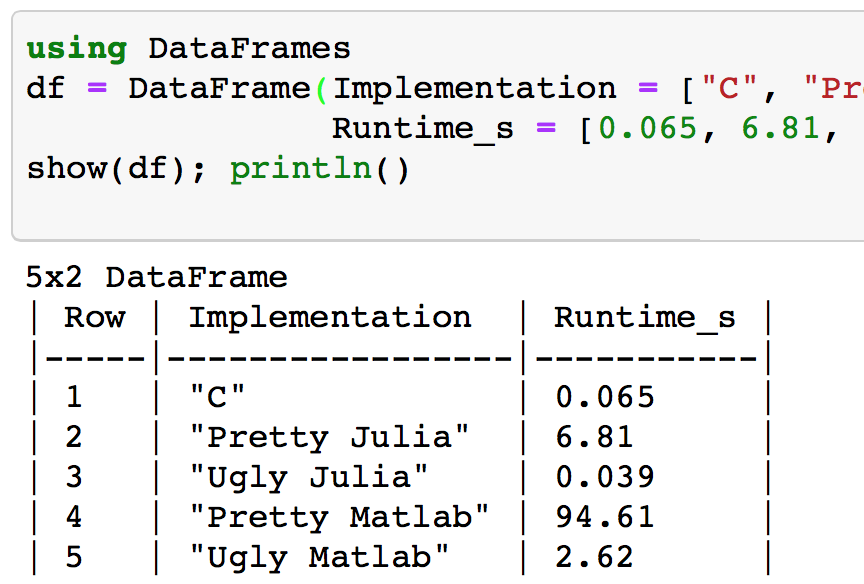 using DataFrames
df = DataFrame(Implementation = ["C", "Pr
Runtime_s = [0.065, 6.81,
show(df); println()
5x2 DataFrame
| Row | Implementation | Runtime_s |
|-----|-----------------|-----------|
| 1 | "C" | 0.065 |
| 2 | "Pretty Julia" | 6.81 |
| 3 | "Ugly Julia" | 0.039 |
| 4 | "Pretty Matlab" | 94.61 |
| 5 | "Ugly Matlab" | 2.62 |